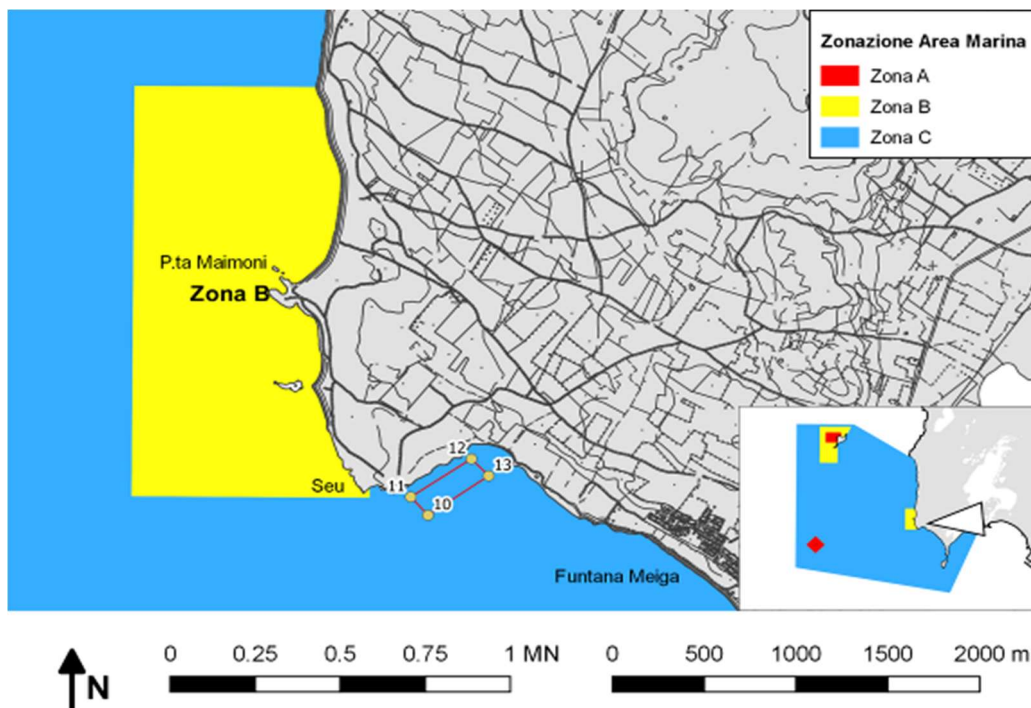 Zonazione Area Marina
Zona A
Zona B
Zona C
P.ta Maimoni
Zona B
12
13
11
Seu
10
Funtana Meiga
N
0 0.25 0.5 0.75 1 MN
0 500 1000 1500 2000 m